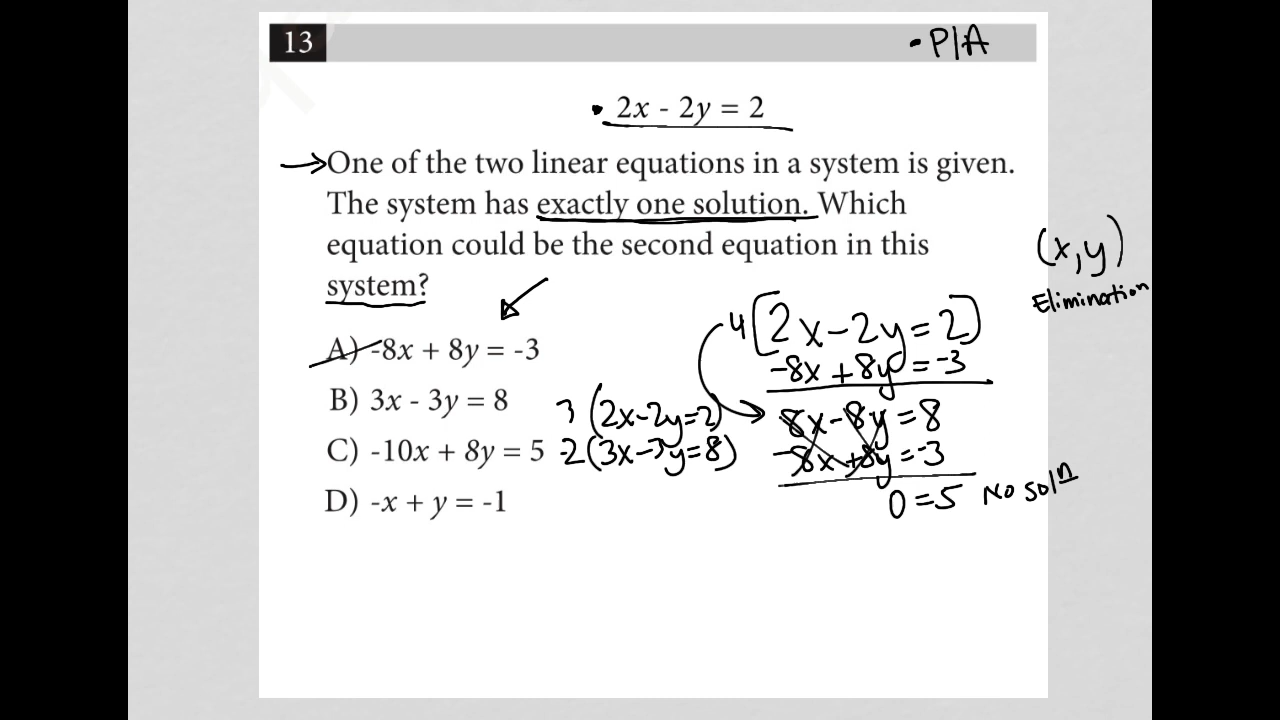 13
• P|A
2x - 2y = 2
One of the two linear equations in a system is given.
The system has exactly one solution. Which
equation could be the second equation in this
system?
(x,y)
Elimination
A) -8x + 8y = -3
B) 3x - 3y = 8
C) -10x + 8y = 5
D) -x + y = -1
3 (2x-2y=2)
-2(3x-3y=8)
4[2x-2y=2)
-8x+8y=-3
8x-8y=8
-8x+8y=-3
0=5 No soln